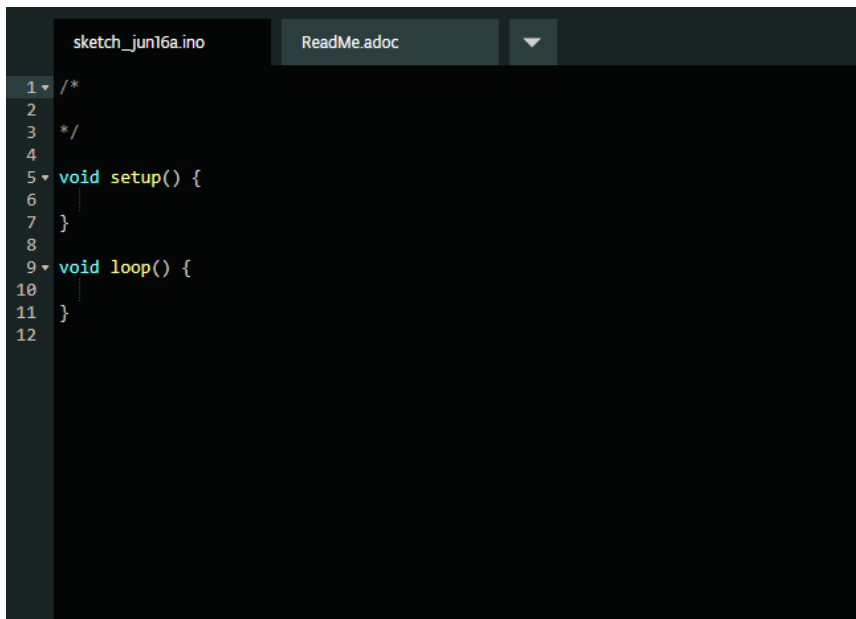 sketch_jun16a.ino
ReadMe.adoc
1 /*
2
3 */
4
5 void setup() {
6
7 }
8
9 void loop() {
10
11 }
12